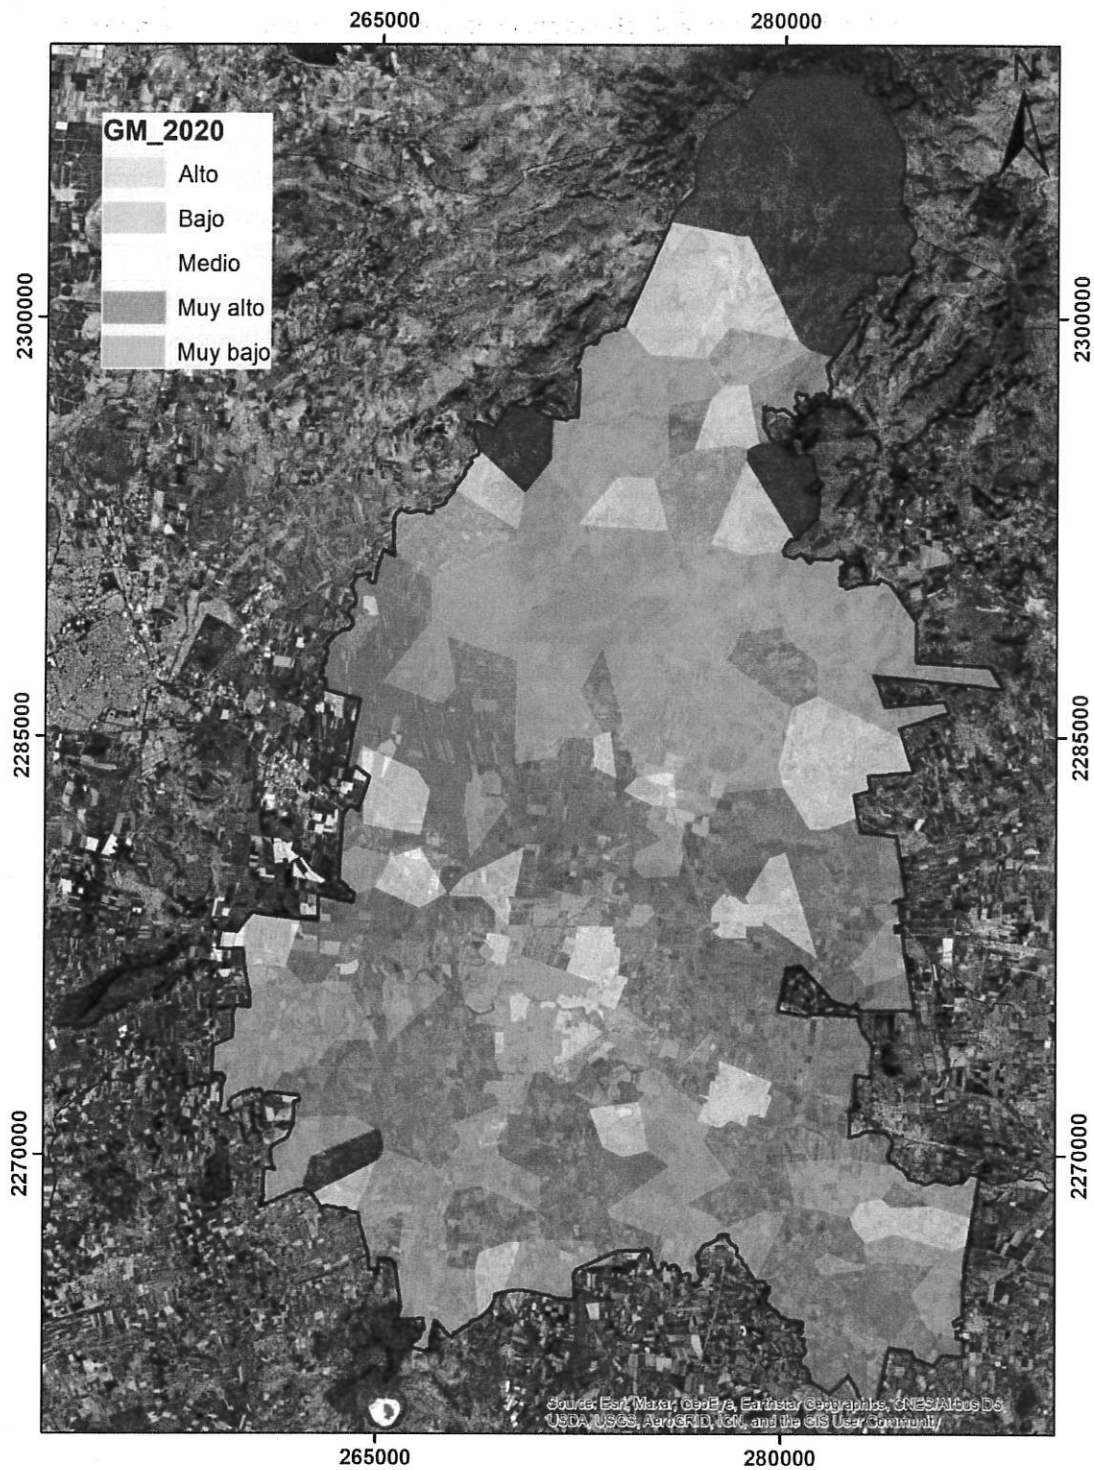 265000
280000
N
GM_2020
Alto
Bajo
Medio
Muy alto
Muy bajo
2300000
2300000
2285000
2285000
2270000
2270000
Source: Esri, Maxar, GeoEye, Earthstar Geographics, CNES/Airbus DS,
USDA, USGS, AeroGRID, IGN, and the GIS User Community
265000
280000